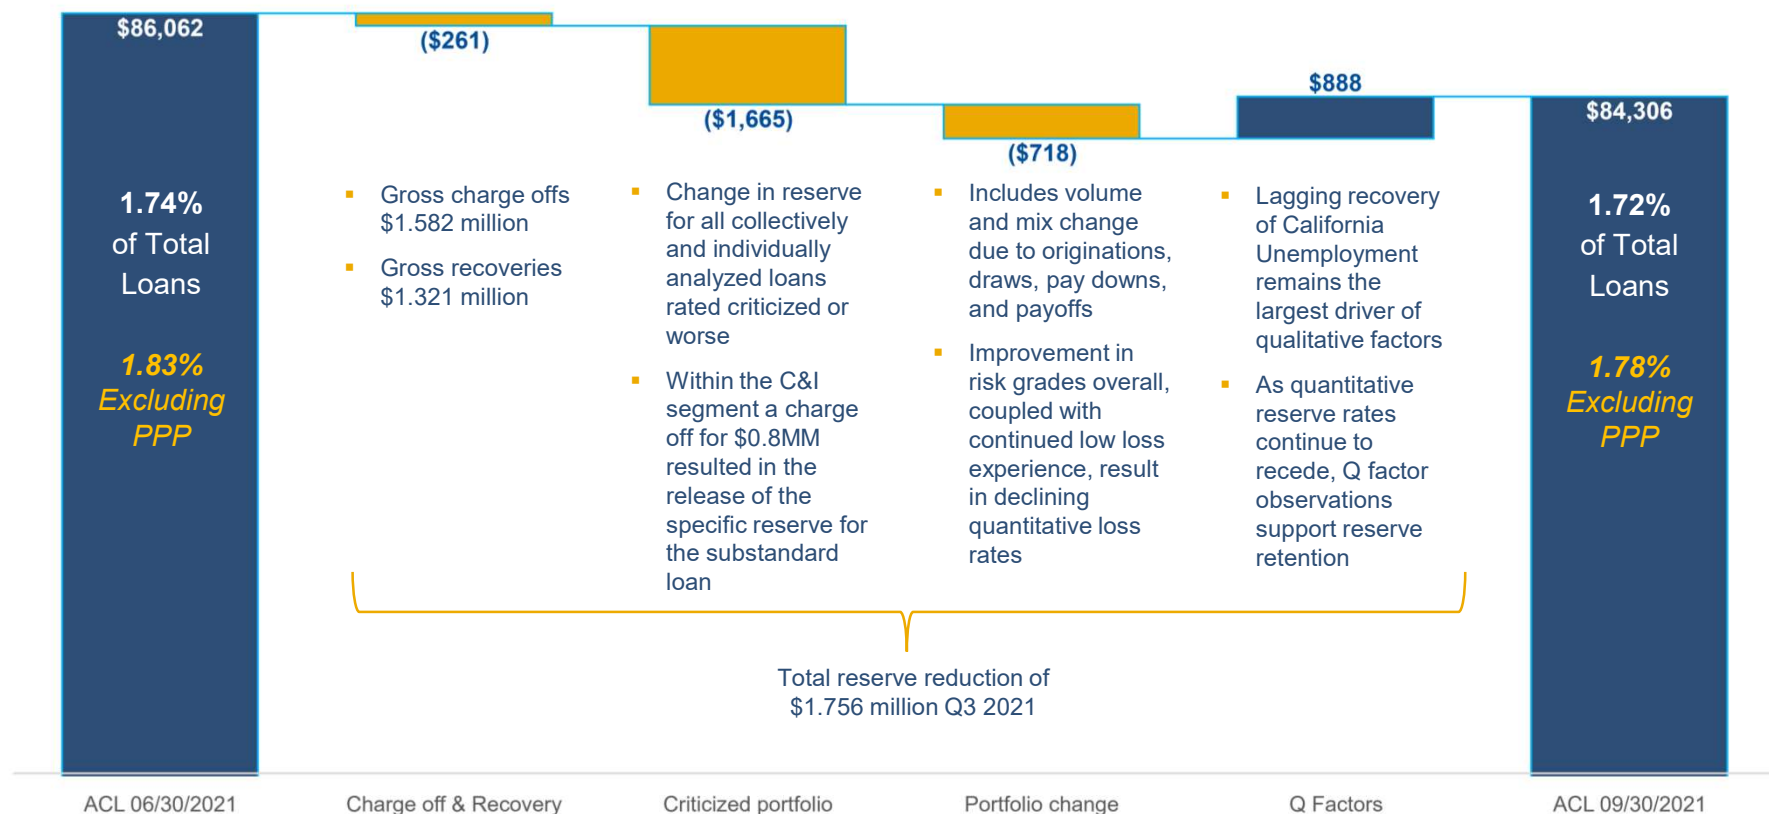 $86,062
1.74%
of Total
Loans
1.83%
Excluding
PPP
($261)
▪ Gross charge offs
$1.582 million
▪ Gross recoveries
$1.321 million
($1,665)
▪ Change in reserve
for all collectively
and individually
analyzed loans
rated criticized or
worse
▪ Within the C&I
segment a charge
off for $0.8MM
resulted in the
release of the
specific reserve for
the substandard
loan
($718)
▪ Includes volume
and mix change
due to originations,
draws, pay downs,
and payoffs
▪ Improvement in
risk grades overall,
coupled with
continued low loss
experience, result
in declining
quantitative loss
rates
$888
▪ Lagging recovery
of California
Unemployment
remains the
largest driver of
qualitative factors
▪ As quantitative
reserve rates
continue to
recede, Q factor
observations
support reserve
retention
$84,306
1.72%
of Total
Loans
1.78%
Excluding
PPP
Total reserve reduction of
$1.756 million Q3 2021
ACL 06/30/2021
Charge off & Recovery
Criticized portfolio
Portfolio change
Q Factors
ACL 09/30/2021